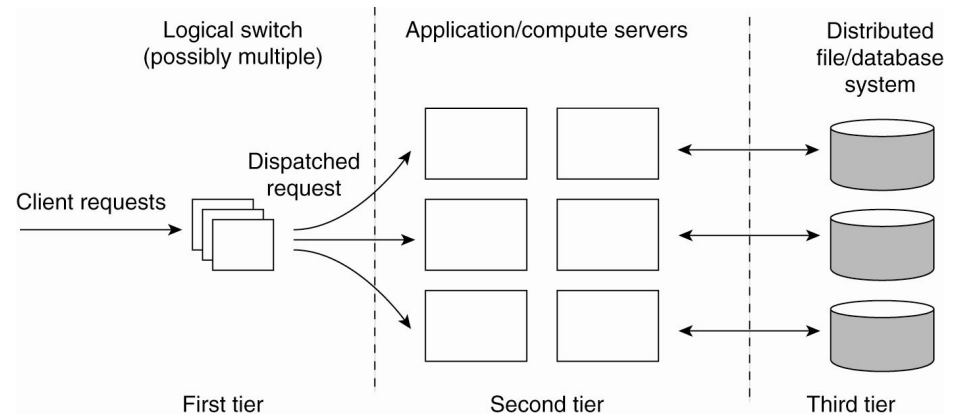 Logical switch
(possibly multiple)
Application/compute servers
Distributed
file/database
system
Dispatched
request
Client requests
First tier
Second tier
Third tier